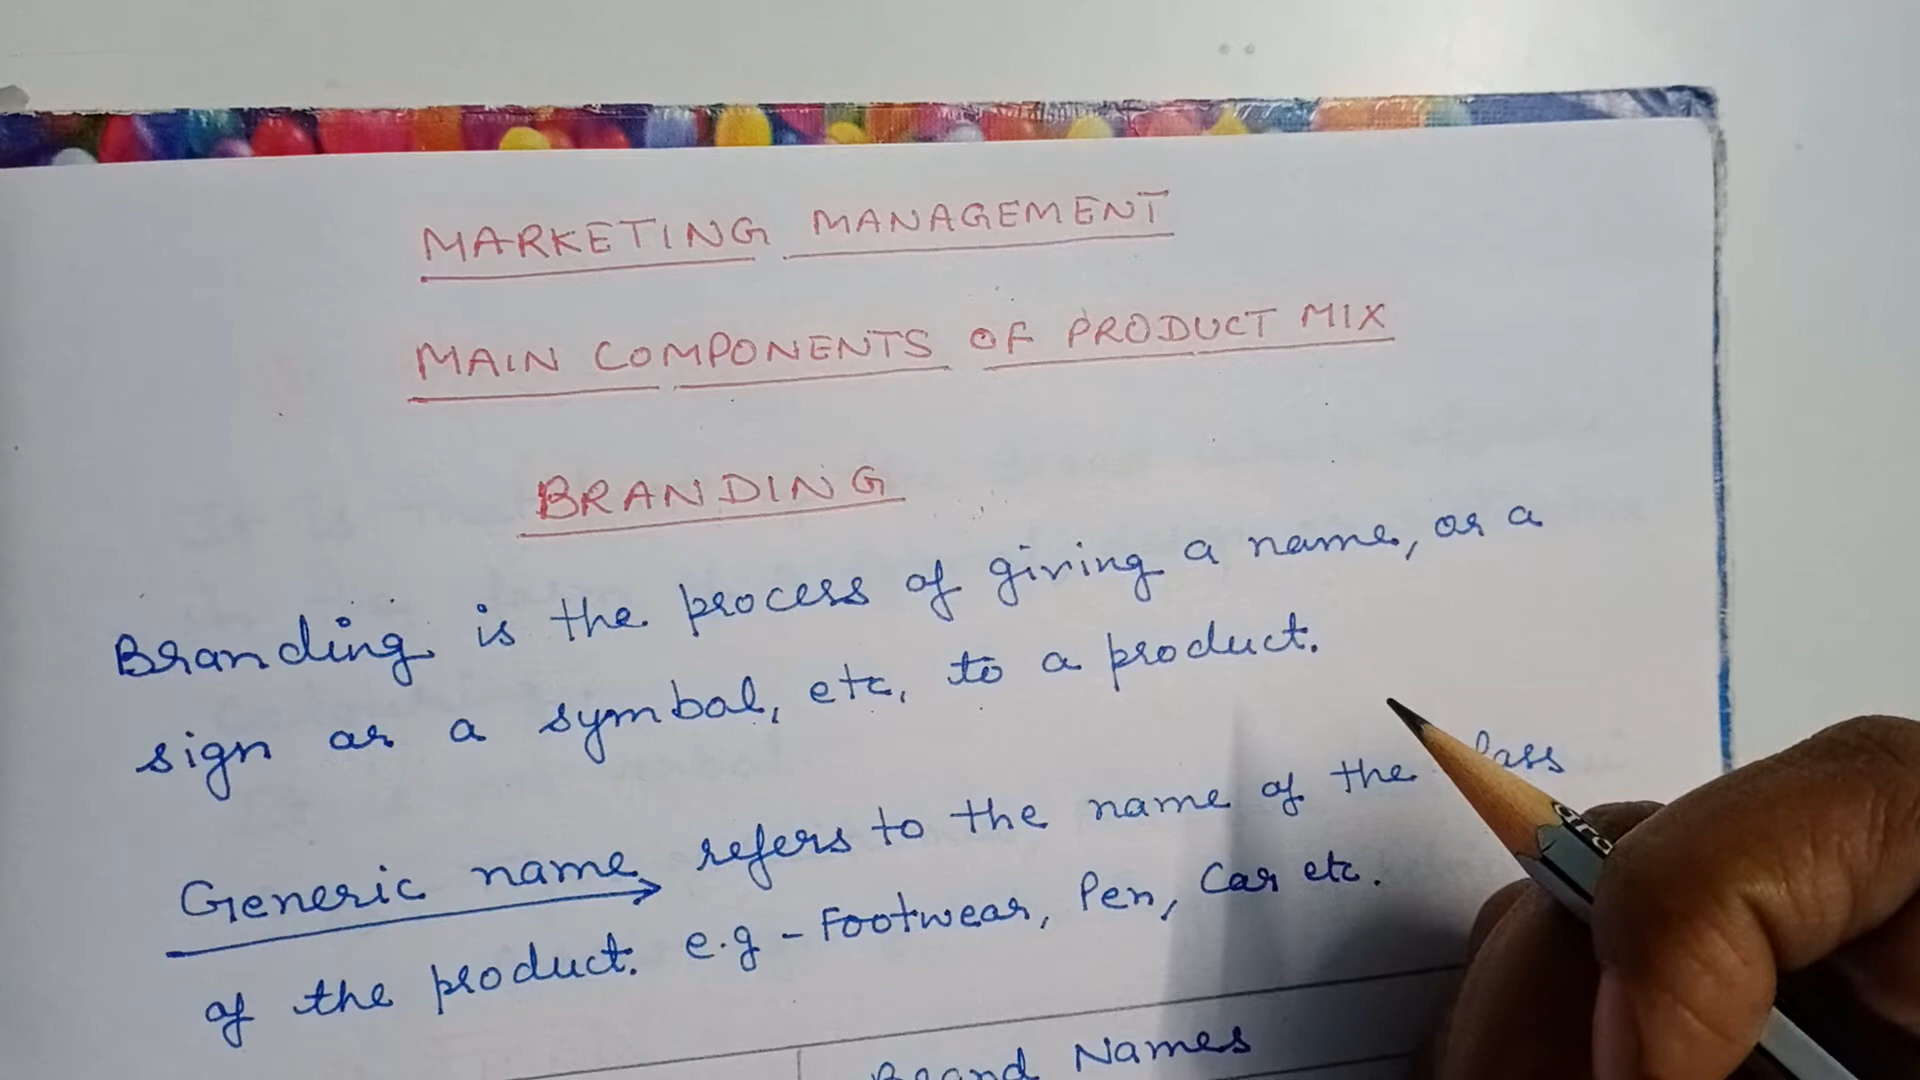 MARKETING MANAGEMENT
MAIN COMPONENTS OF PRODUCT MIX
BRANDING
Branding is the process of giving a name, or a
sign or a symbol, etc, to a product.
Generic name refers to the name of the
of the product. e.g - Footwear, Pen, Car etc.
Brand Names